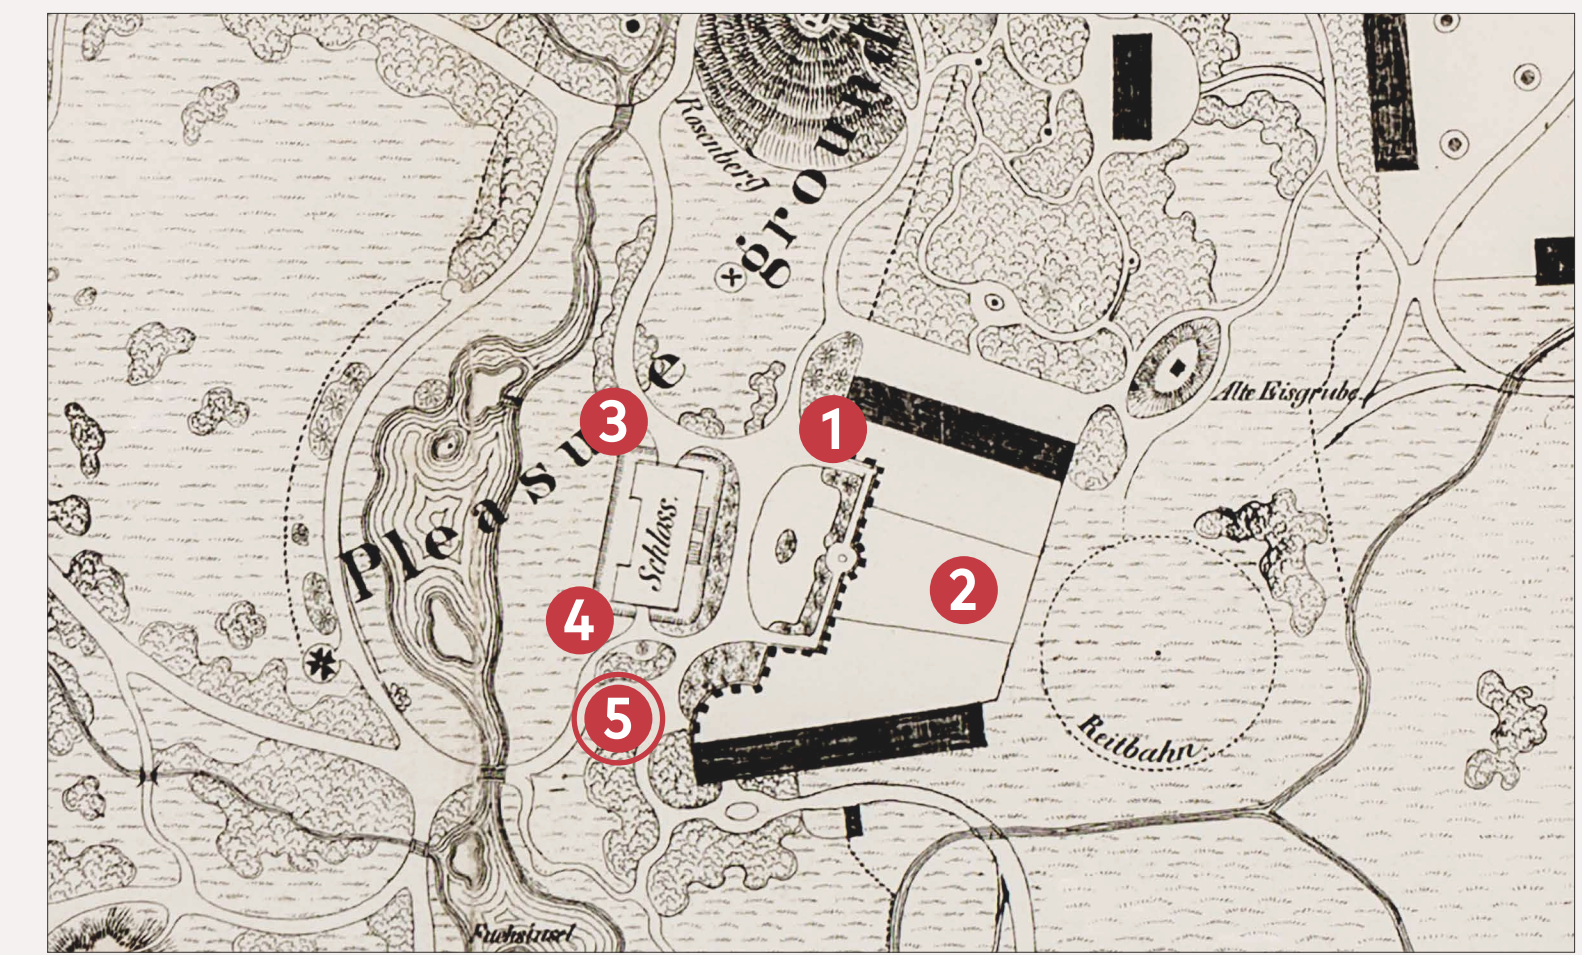 Rosenberg
Pleasure ground
Alte Eisgrube.
3
1
Schloss.
2
4
5
Reitbahn.
Fuchsinsel